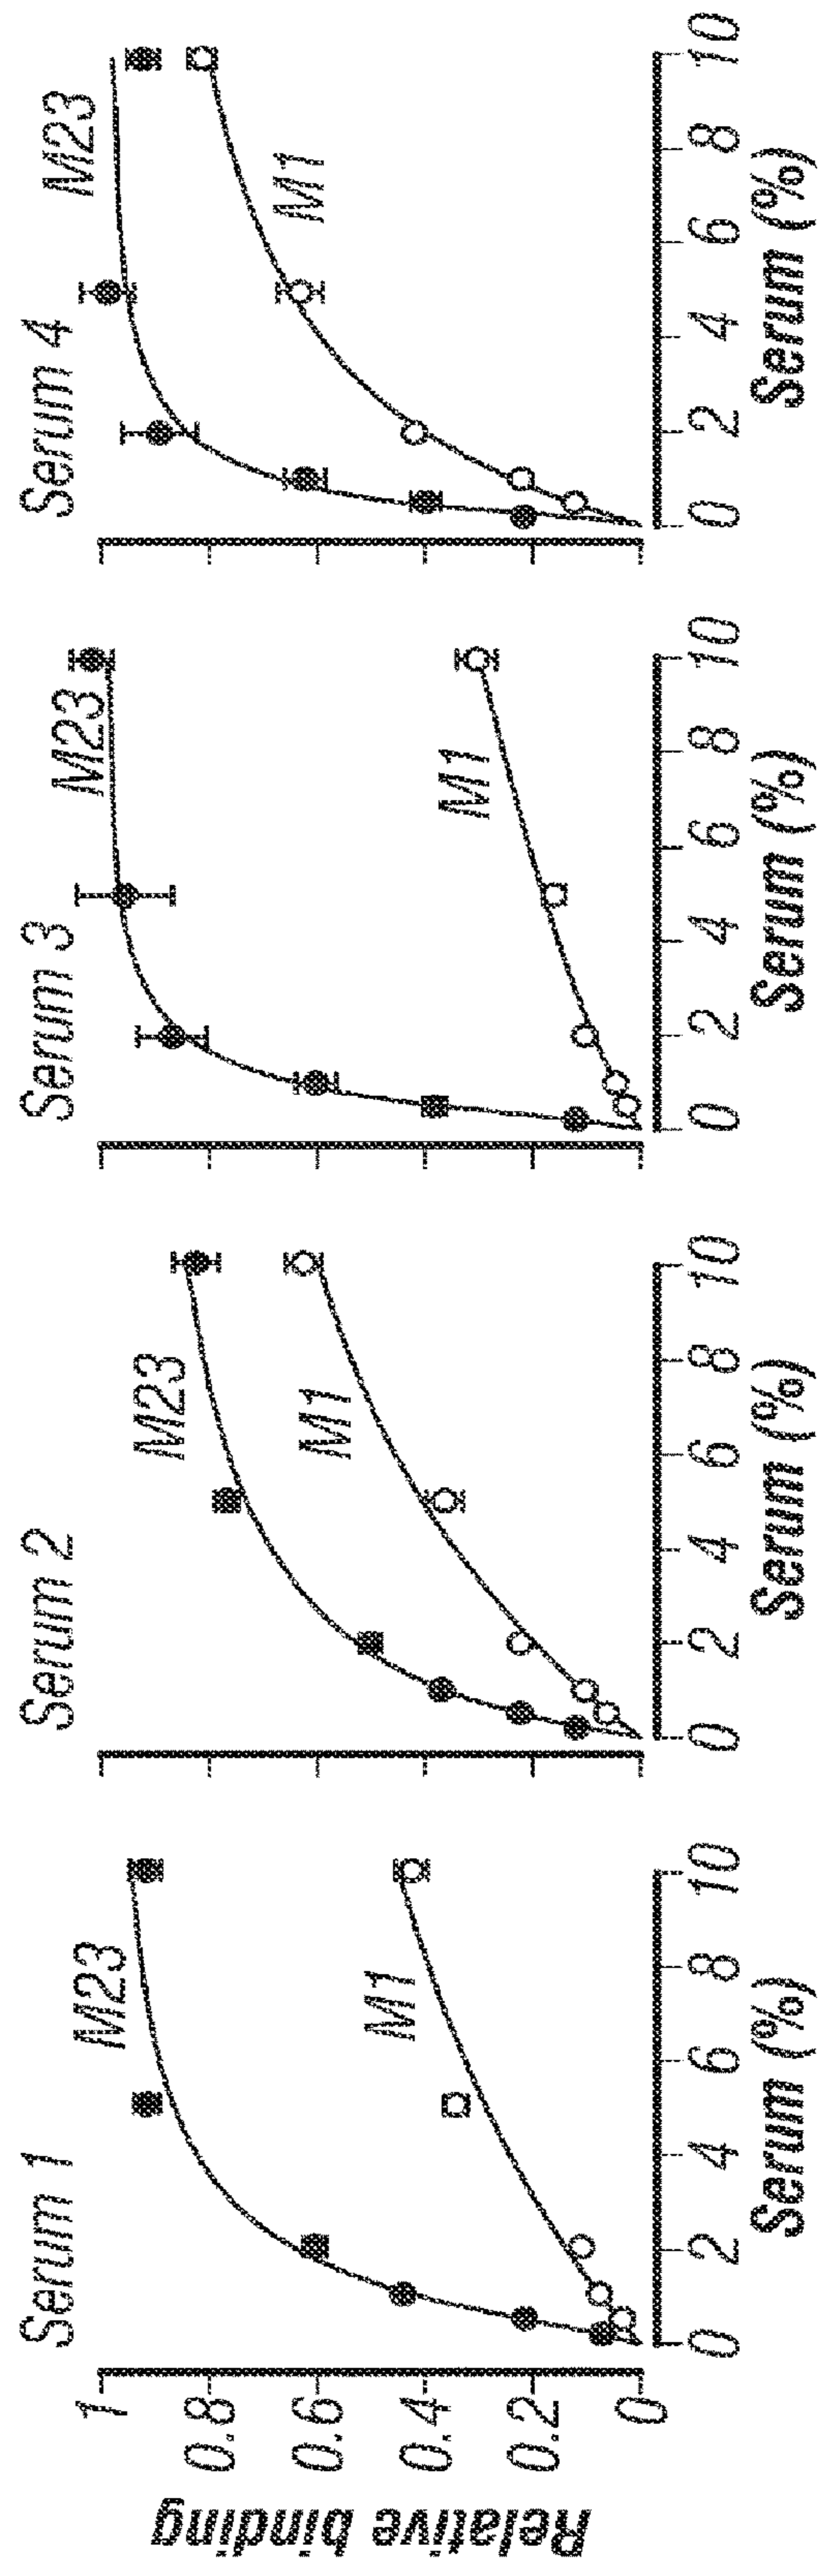 Relative binding
1
0.8
0.6
0.4
0.2
0
Serum 1
M23
M1
0 2 4 6 8 10
Serum (%)
Serum 2
M23
M1
0 2 4 6 8 10
Serum (%)
Serum 3
M23
M1
0 2 4 6 8 10
Serum (%)
Serum 4
M23
M1
0 2 4 6 8 10
Serum (%)